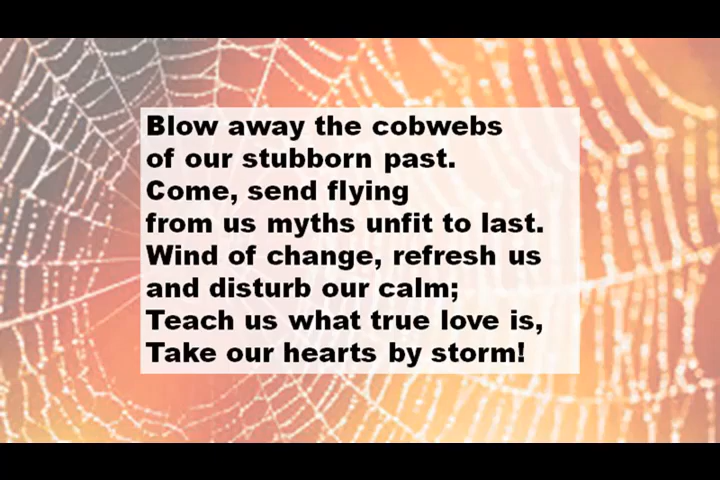 Blow away the cobwebs
of our stubborn past.
Come, send flying
from us myths unfit to last.
Wind of change, refresh us
and disturb our calm;
Teach us what true love is,
Take our hearts by storm!